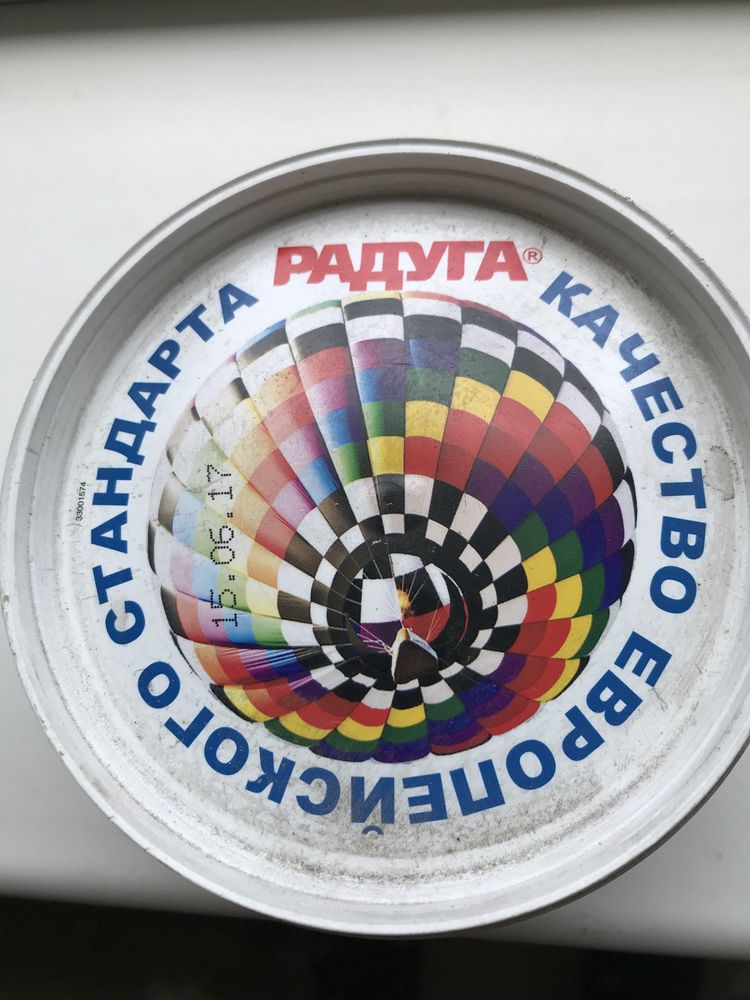 РАДУГА®
КАЧЕСТВО ЕВРОПЕЙСКОГО СТАНДАРТА
15.06.17
33001574